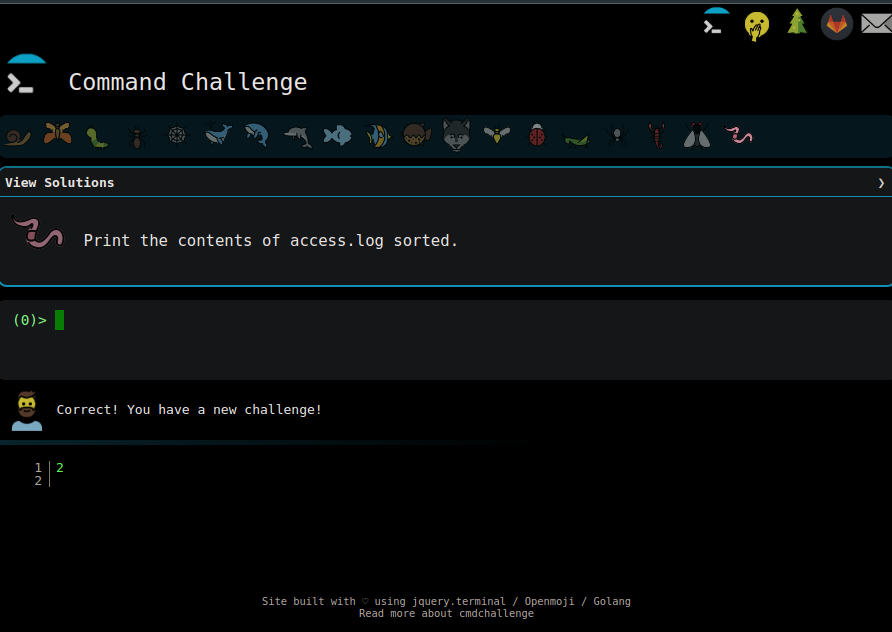 Command Challenge
View Solutions ❯
Print the contents of access.log sorted.
(0)>
Correct! You have a new challenge!
1 2
2
Site built with ♡ using jquery.terminal / Openmoji / Golang
Read more about cmdchallenge